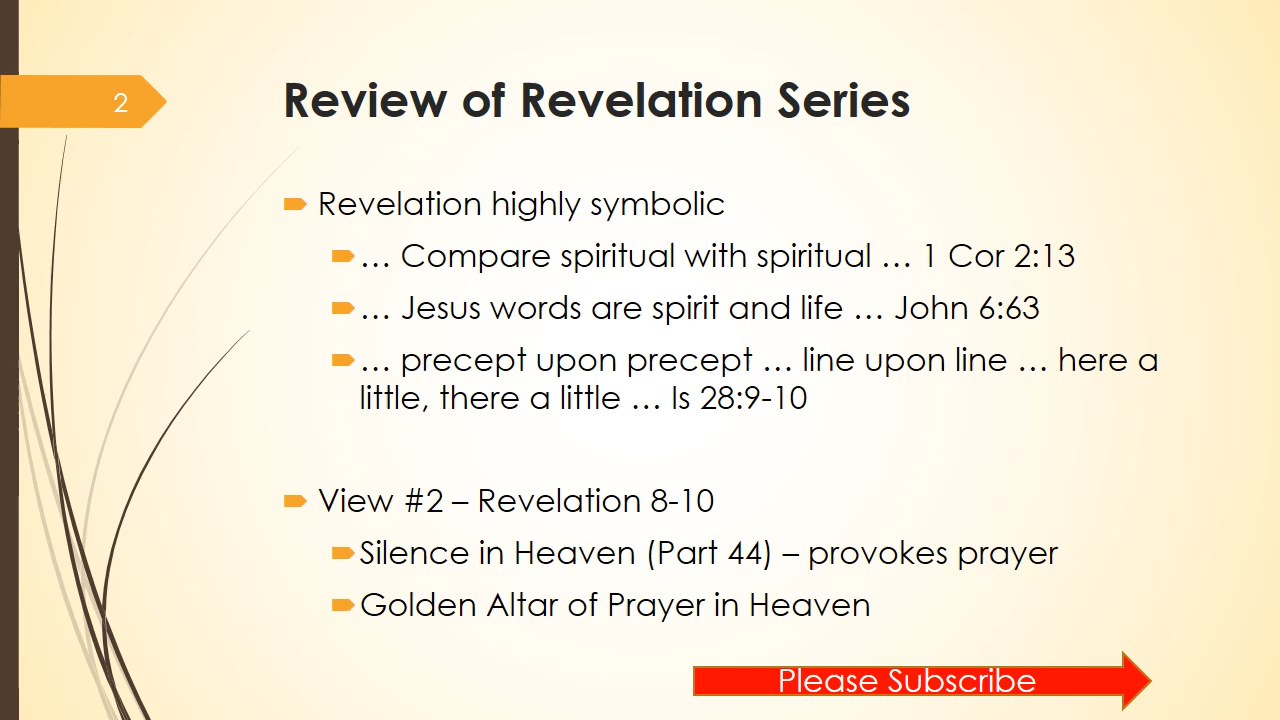 2
Review of Revelation Series
Revelation highly symbolic
… Compare spiritual with spiritual … 1 Cor 2:13
… Jesus words are spirit and life … John 6:63
… precept upon precept … line upon line … here a
little, there a little … Is 28:9-10
View #2 – Revelation 8-10
Silence in Heaven (Part 44) – provokes prayer
Golden Altar of Prayer in Heaven
Please Subscribe